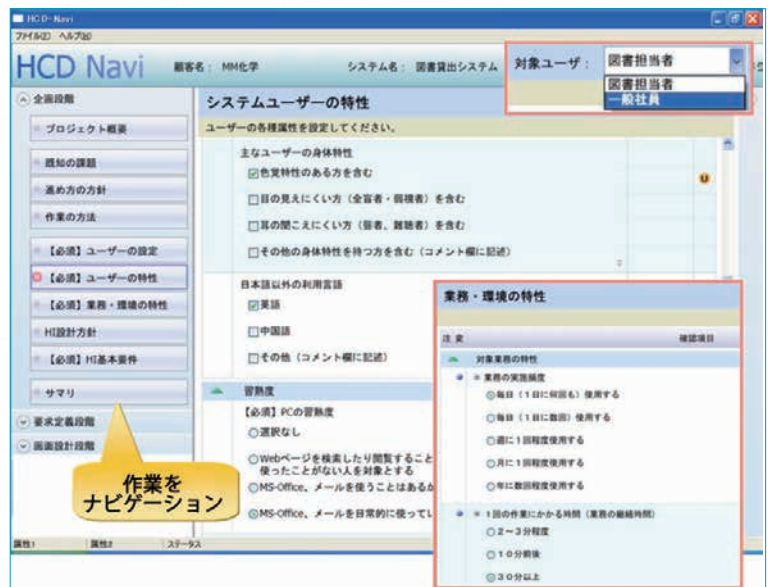 HCD-Navi
ファイル(F) ヘルプ(H)
HCD Navi 顧客名： MM化学 システム名： 図書貸出システム
対象ユーザ： 図書担当者
図書担当者
一般社員
企画段階
プロジェクト概要
既知の課題
進め方の方針
作業の方法
【必須】ユーザーの設定
【必須】ユーザーの特性
【必須】業務・環境の特性
HI設計方針
【必須】HI基本要件
サマリ
要求定義段階
画面設計段階
作業を
ナビゲーション
システムユーザーの特性
ユーザーの各種属性を設定してください。
主なユーザーの身体特性
色覚特性のある方を含む
目の見えにくい方（全盲者・弱視者）を含む
耳の聞こえにくい方（聾者、難聴者）を含む
その他の身体特性を持つ方を含む（コメント欄に記述）
U
日本語以外の利用言語
英語
中国語
その他（コメント欄に記述）
習熟度
【必須】PCの習熟度
選択なし
Webページを検索したり閲覧すること
使ったことがない人を対象とする
MS-Office、メールを使うことはあるが
MS-Office、メールを日常的に使ってい
業務・環境の特性
注 戻 確認項目
対象業務の特性
※ 業務の実施頻度
毎日（1日に何回も）使用する
毎日（1日に数回）使用する
週に1回程度使用する
月に1回程度使用する
年に数回程度使用する
※ 1回の作業にかかる時間（業務の継続時間）
2～3分程度
10分前後
30分以上
属性1 属性2 ステータ